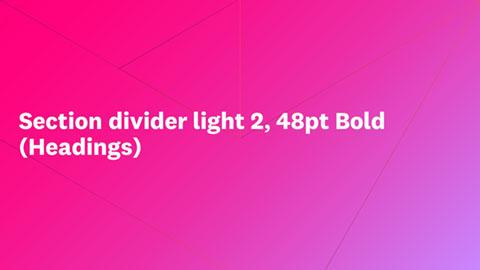 Section divider light 2, 48pt Bold
(Headings)